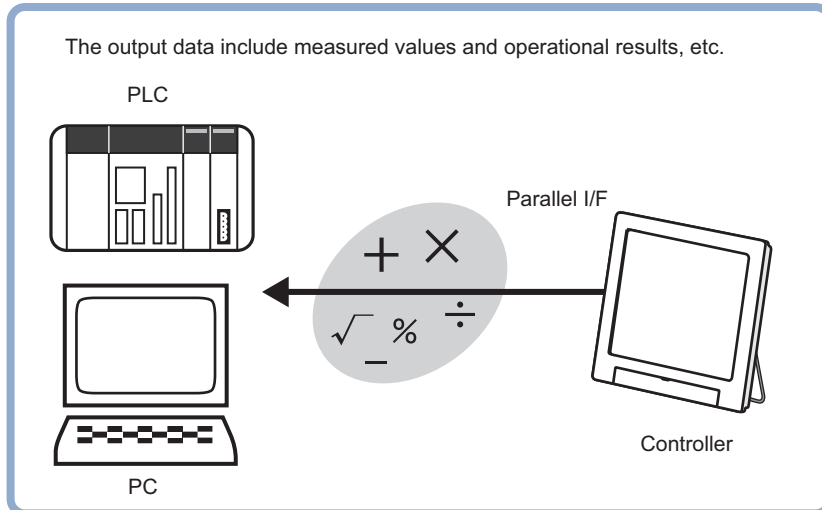 The output data include measured values and operational results, etc.
PLC
Parallel I/F
+ ×
√ % ÷
−
Controller
PC